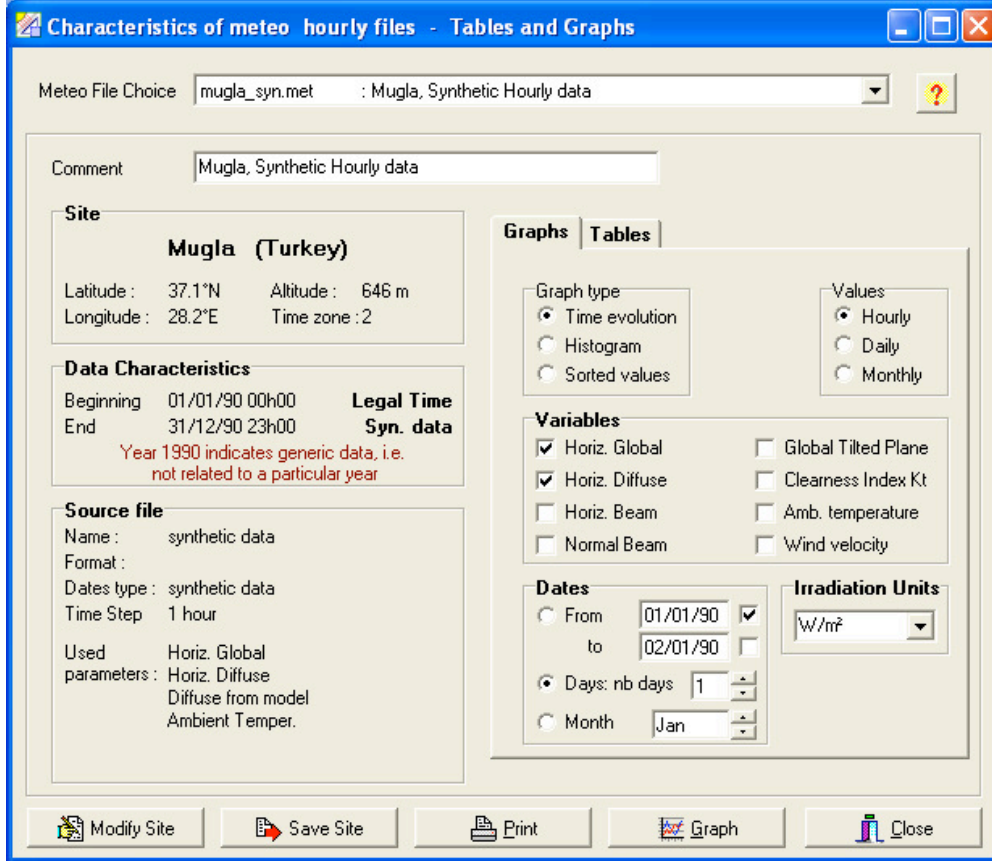 Characteristics of meteo hourly files - Tables and Graphs
Meteo File Choice mugla_syn.met : Mugla, Synthetic Hourly data ?
Comment Mugla, Synthetic Hourly data
Site
Mugla (Turkey)
Latitude : 37.1°N Altitude : 646 m
Longitude : 28.2°E Time zone : 2
Data Characteristics
Beginning 01/01/90 00h00 Legal Time
End 31/12/90 23h00 Syn. data
Year 1990 indicates generic data, i.e.
not related to a particular year
Source file
Name : synthetic data
Format :
Dates type : synthetic data
Time Step 1 hour
Used Horiz. Global
parameters : Horiz. Diffuse
Diffuse from model
Ambient Temper.
Graphs Tables
Graph type
Time evolution
Histogram
Sorted values
Values
Hourly
Daily
Monthly
Variables
Horiz. Global Global Tilted Plane
Horiz. Diffuse Clearness Index Kt
Horiz. Beam Amb. temperature
Normal Beam Wind velocity
Dates
From 01/01/90
to 02/01/90
Days: nb days 1
Month Jan
Irradiation Units
W/m²
Modify Site Save Site Print Graph Close